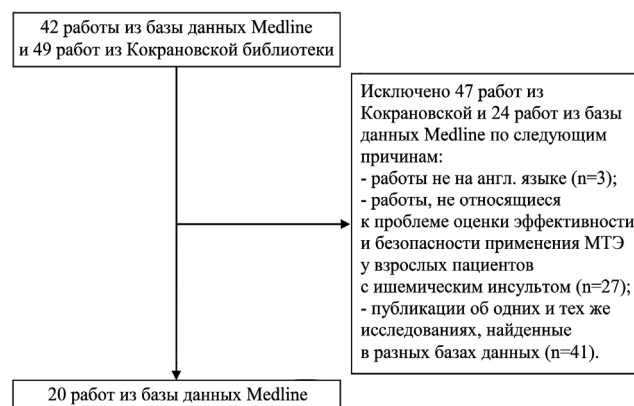 42 работы из базы данных Medline
и 49 работ из Кокрановской библиотеки
Исключено 47 работ из
Кокрановской и 24 работ из базы
данных Medline по следующим
причинам:
- работы не на англ. языке (n=3);
- работы, не относящиеся
к проблеме оценки эффективности
и безопасности применения МТЭ
у взрослых пациентов
с ишемическим инсультом (n=27);
- публикации об одних и тех же
исследованиях, найденные
в разных базах данных (n=41).
20 работ из базы данных Medline